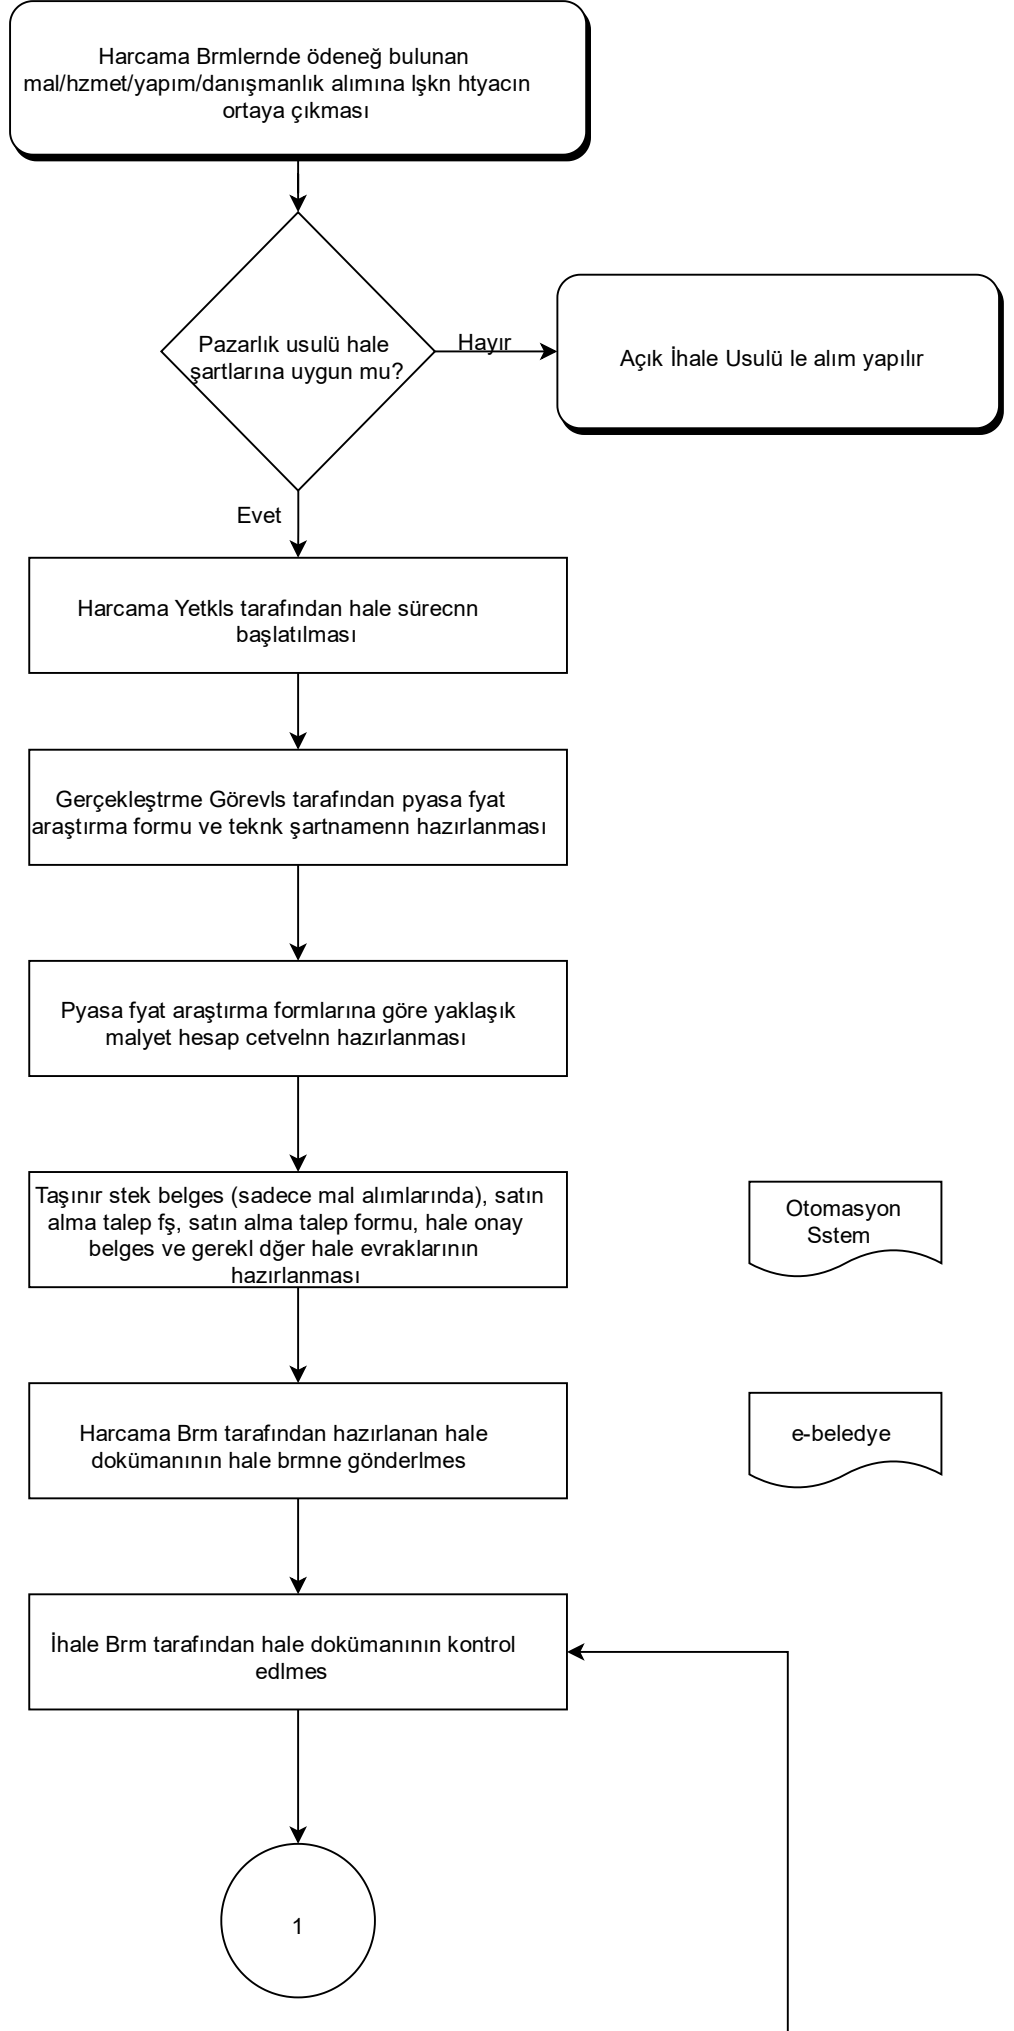 Harcama Brmlernde ödeneğ bulunan
mal/hzmet/yapım/danışmanlık alımına lşkn htyacın
ortaya çıkması
Pazarlık usulü hale
şartlarına uygun mu?
Hayır
Açık İhale Usulü le alım yapılır
Evet
Harcama Yetkls tarafından hale sürecnn
başlatılması
Gerçekleştrme Görevls tarafından pyasa fyat
araştırma formu ve teknk şartnamenn hazırlanması
Pyasa fyat araştırma formlarına göre yaklaşık
malyet hesap cetvelnn hazırlanması
Taşınır stek belges (sadece mal alımlarında), satın
alma talep fş, satın alma talep formu, hale onay
belges ve gerekl dğer hale evraklarının
hazırlanması
Otomasyon
Sstem
Harcama Brm tarafından hazırlanan hale
dokümanının hale brmne gönderlmes
e-beledye
İhale Brm tarafından hale dokümanının kontrol
edlmes
1